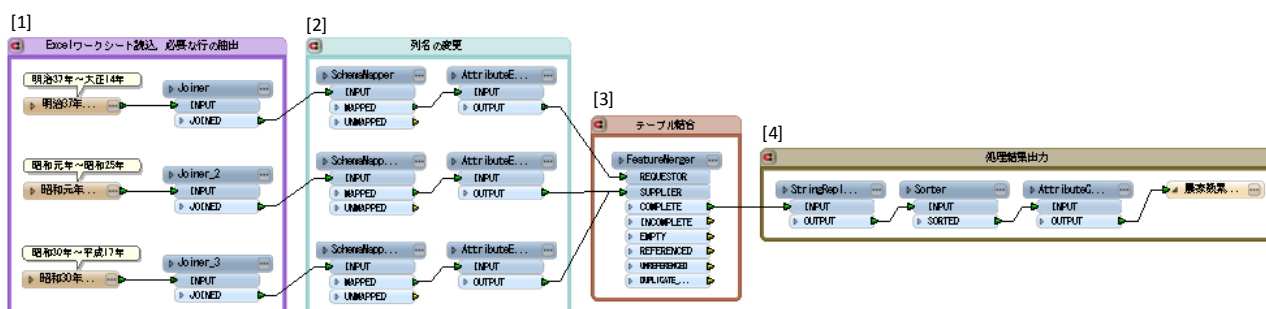 [1]
Excelワークシート読込，必要な行の抽出
明治37年～大正14年
明治37年...
Joiner
INPUT
JOINED
昭和元年～昭和25年
昭和元年...
Joiner_2
INPUT
JOINED
昭和30年～平成17年
昭和30年...
Joiner_3
INPUT
JOINED
[2]
列名の変更
SchemaMapper
INPUT
MAPPED
UNMAPPED
AttributeE...
INPUT
OUTPUT
SchemaMapp...
INPUT
MAPPED
UNMAPPED
AttributeE...
INPUT
OUTPUT
SchemaMapp...
INPUT
MAPPED
UNMAPPED
AttributeE...
INPUT
OUTPUT
[3]
テーブル結合
FeatureMerger
REQUESTOR
SUPPLIER
COMPLETE
INCOMPLETE
EMPTY
REFERENCED
UNREFERENCED
DUPLICATE_...
[4]
処理結果出力
StringRepl...
INPUT
OUTPUT
Sorter
INPUT
SORTED
AttributeC...
INPUT
OUTPUT
農家数累...